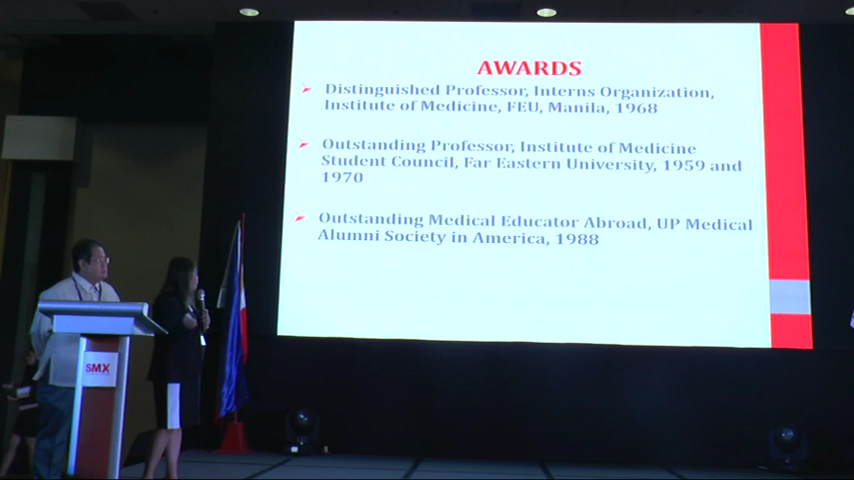 AWARDS
Distinguished Professor, Interns Organization,
Institute of Medicine, FEU, Manila, 1968
Outstanding Professor, Institute of Medicine
Student Council, Far Eastern University, 1959 and
1970
Outstanding Medical Educator Abroad, UP Medical
Alumni Society in America, 1988
SMX